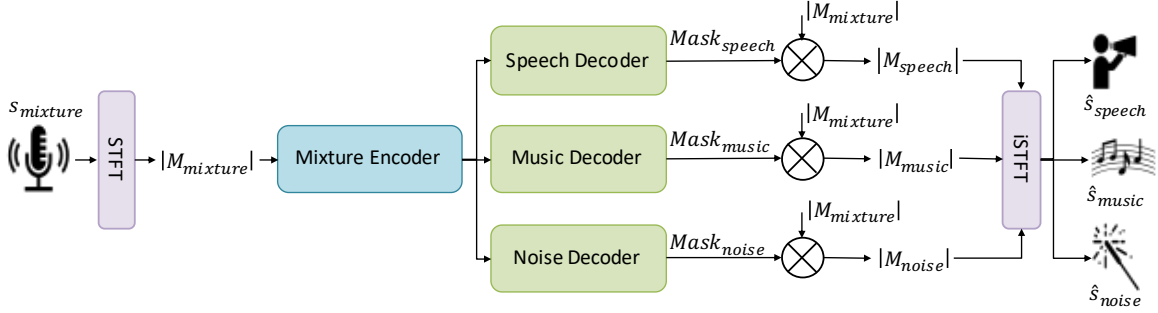 s_mixture
STFT
|M_mixture|
Mixture Encoder
Speech Decoder
Mask_speech
|M_mixture|
|M_speech|
Music Decoder
Mask_music
|M_mixture|
|M_music|
Noise Decoder
Mask_noise
|M_mixture|
|M_noise|
iSTFT
ŝ_speech
ŝ_music
ŝ_noise